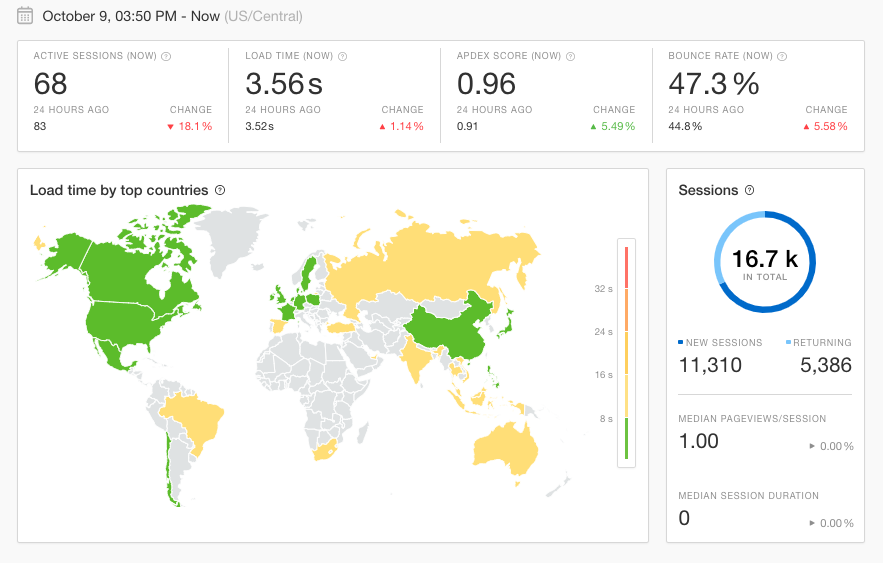 October 9, 03:50 PM - Now (US/Central)
ACTIVE SESSIONS (NOW) ?
68
24 HOURS AGO CHANGE
83 ▼ 18.1 %
LOAD TIME (NOW) ?
3.56 s
24 HOURS AGO CHANGE
3.52 s ▲ 1.14 %
APDEX SCORE (NOW) ?
0.96
24 HOURS AGO CHANGE
0.91 ▲ 5.49 %
BOUNCE RATE (NOW) ?
47.3 %
24 HOURS AGO CHANGE
44.8 % ▲ 5.58 %
Load time by top countries ?
32 s
24 s
16 s
8 s
Sessions ?
16.7 k
IN TOTAL
NEW SESSIONS RETURNING
11,310 5,386
MEDIAN PAGEVIEWS/SESSION
1.00 ▶ 0.00 %
MEDIAN SESSION DURATION
0 ▶ 0.00 %